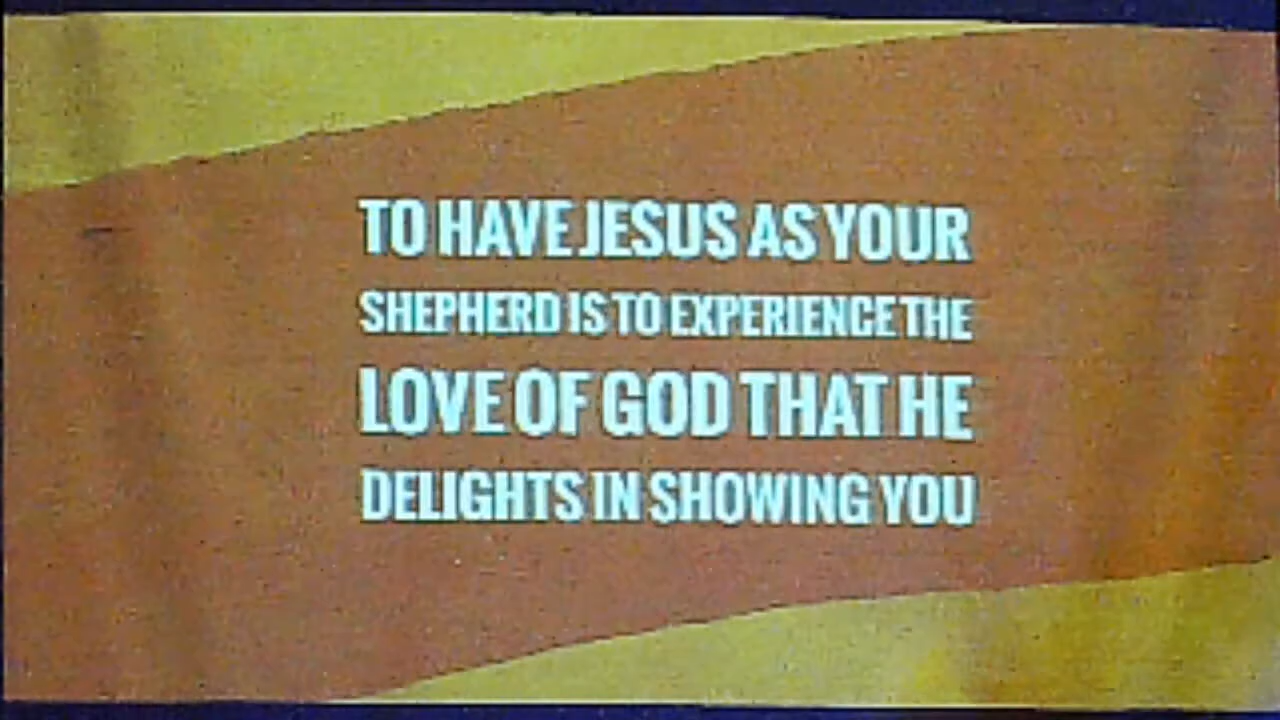 TO HAVE JESUS AS YOUR
SHEPHERD IS TO EXPERIENCE THE
LOVE OF GOD THAT HE
DELIGHTS IN SHOWING YOU